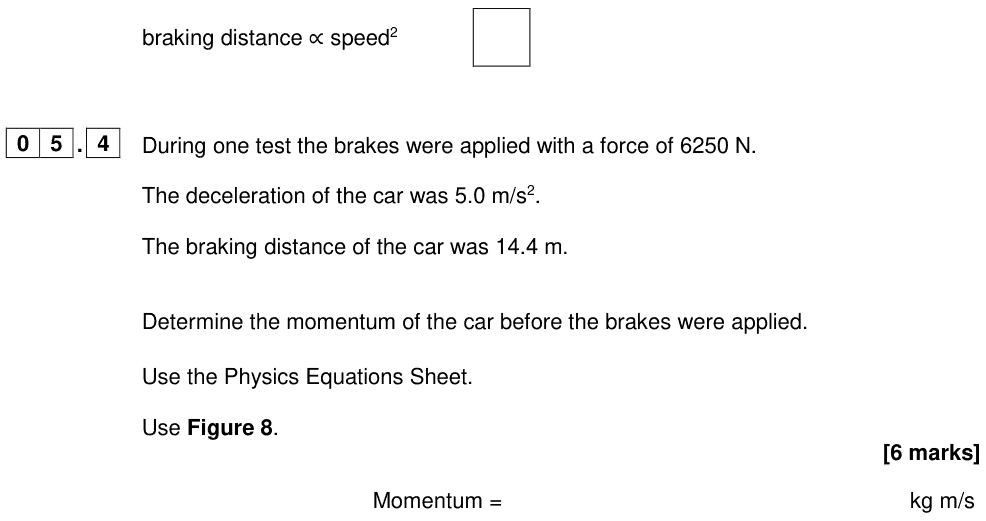 braking distance ∝ speed²
05.4 During one test the brakes were applied with a force of 6250 N.
The deceleration of the car was 5.0 m/s².
The braking distance of the car was 14.4 m.
Determine the momentum of the car before the brakes were applied.
Use the Physics Equations Sheet.
Use Figure 8.
[6 marks]
Momentum = kg m/s